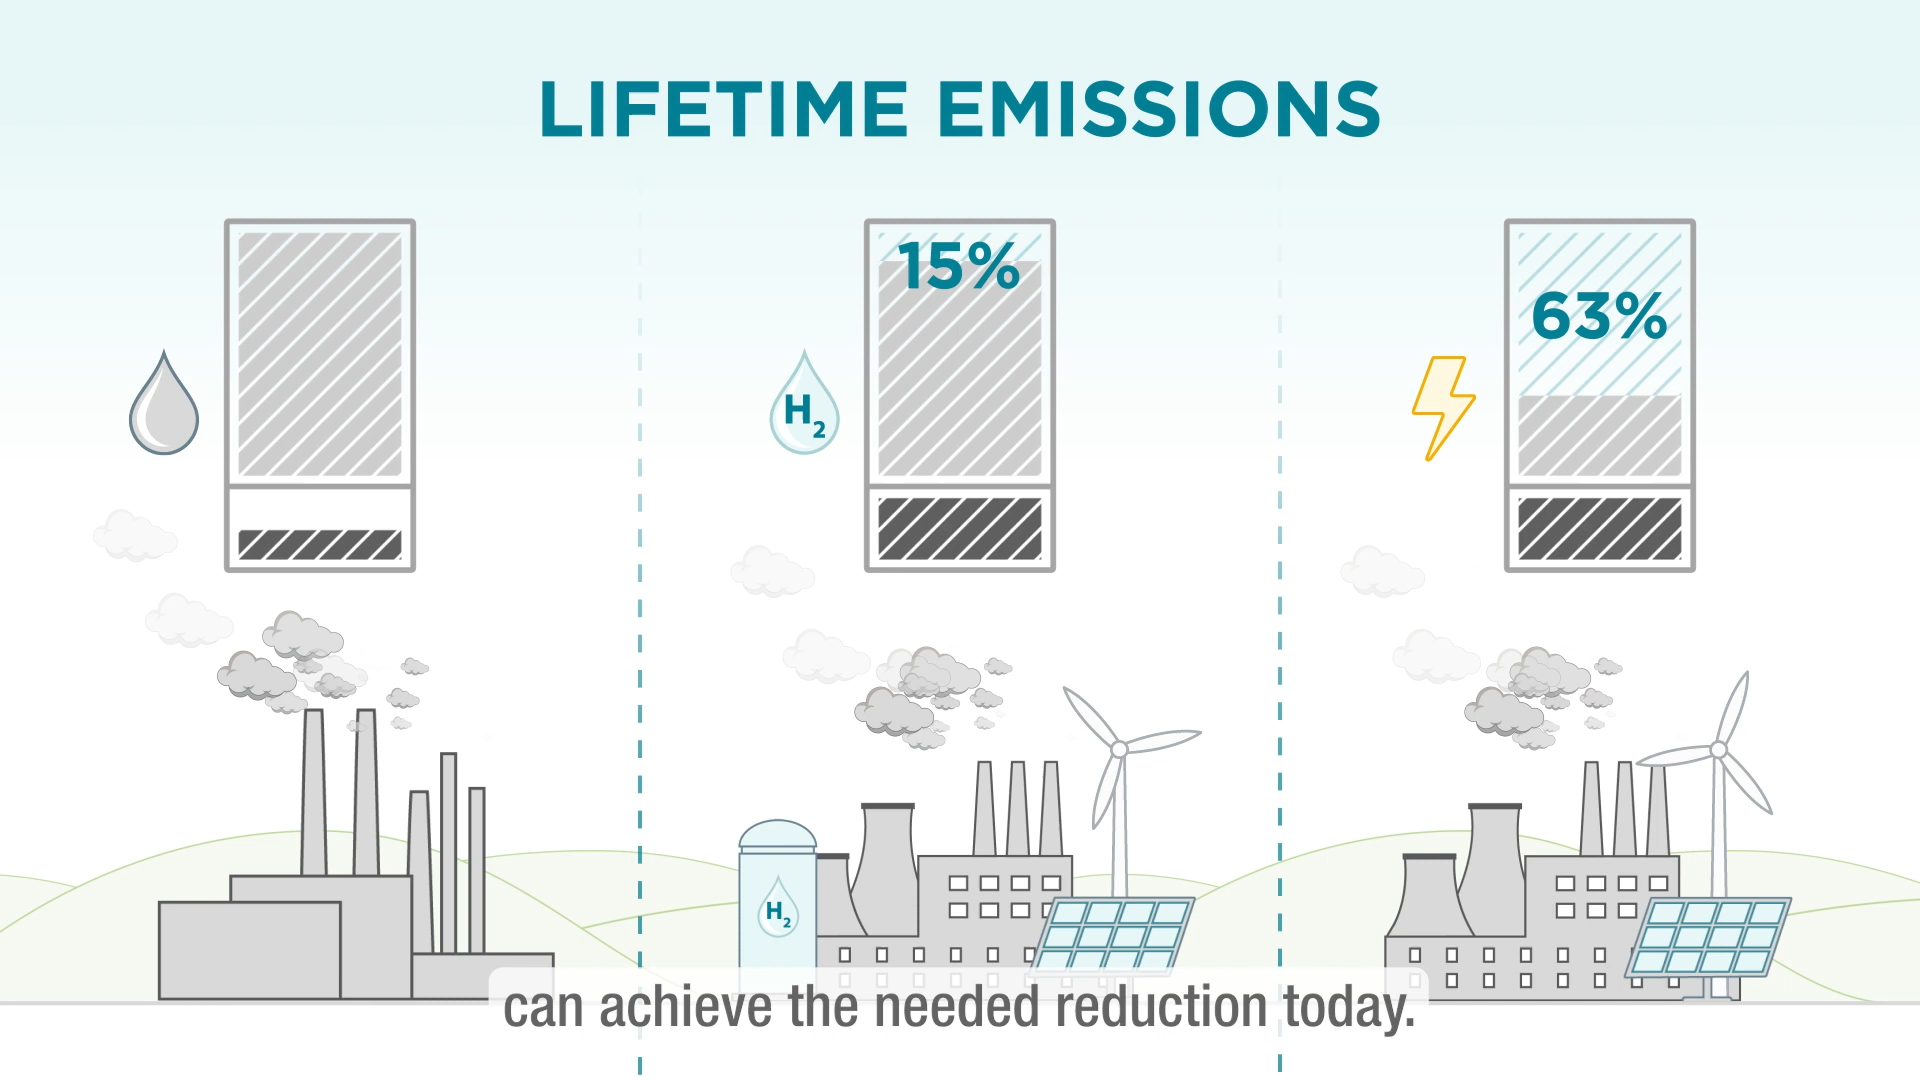 LIFETIME EMISSIONS
15%
63%
H2
H2
can achieve the needed reduction today.